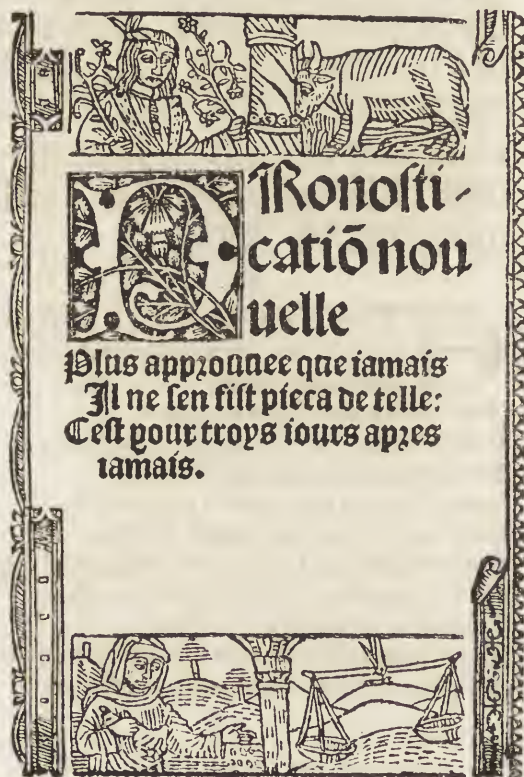 PRonosti-
catiō nou
uelle
Plus approuuee que iamais
Il ne sen fist pieca de telle:
Cest pour troys iours apres
iamais.